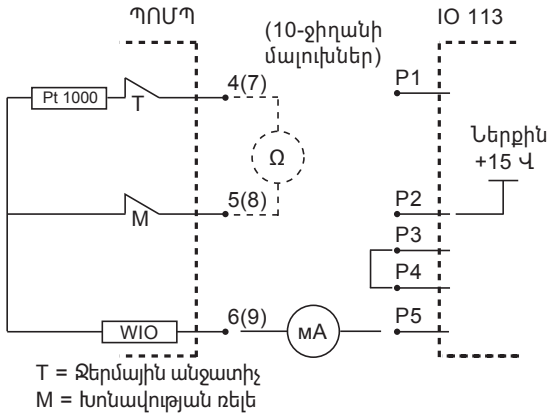 ՊՈՄՊ
(10-ջիղանի
մալուխներ)
IO 113
Pt 1000
T
4(7)
P1
Ω
Ներքին
+15 Վ
M
5(8)
P2
P3
P4
WIO
6(9)
мА
P5
T = Ջերմային անջատիչ
M = Խոնավության ռելե